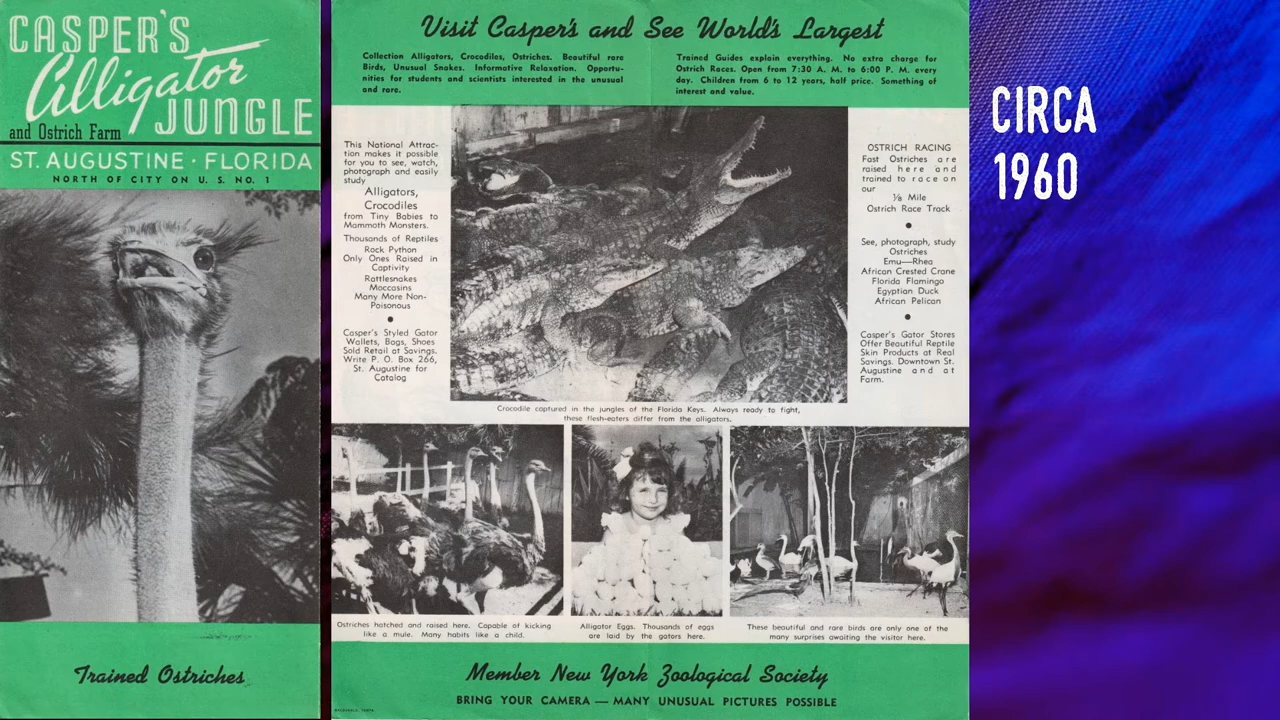 CASPER'S
Alligator
JUNGLE
and Ostrich Farm
ST. AUGUSTINE · FLORIDA
NORTH OF CITY ON U. S. NO. 1
Trained Ostriches
Visit Casper's and See World's Largest
Collection Alligators, Crocodiles, Ostriches. Beautiful rare
Birds, Unusual Snakes. Informative Relaxation. Opportu-
nities for students and scientists interested in the unusual
and rare.
Trained Guides explain everything. No extra charge for
Ostrich Races. Open from 7:30 A. M. to 6:00 P. M. every
day. Children from 6 to 12 years, half price. Something of
interest and value.
This National Attrac-
tion makes it possible
for you to see, watch,
photograph and easily
study
Alligators,
Crocodiles
from Tiny Babies to
Mammoth Monsters.
Thousands of Reptiles
Rock Python
Only Ones Raised in
Captivity
Rattlesnakes
Moccasins
Many More Non-
Poisonous
Casper's Styled Gator
Wallets, Bags, Shoes
Sold Retail at Savings.
Write P. O. Box 266,
St. Augustine for
Catalog
OSTRICH RACING
Fast Ostriches are
raised here and
trained to race on
our
⅛ Mile
Ostrich Race Track
See, photograph, study
Ostriches
Emu—Rhea
African Crested Crane
Florida Flamingo
Egyptian Duck
African Pelican
Casper's Gator Stores
Offer Beautiful Reptile
Skin Products at Real
Savings. Downtown St.
Augustine and at
Farm.
Crocodile captured in the jungles of the Florida Keys. Always ready to fight,
these flesh-eaters differ from the alligators.
Ostriches hatched and raised here. Capable of kicking
like a mule. Many habits like a child.
Alligator Eggs. Thousands of eggs
are laid by the gators here.
These beautiful and rare birds are only one of the
many surprises awaiting the visitor here.
Member New York Zoological Society
BRING YOUR CAMERA — MANY UNUSUAL PICTURES POSSIBLE
CIRCA
1960